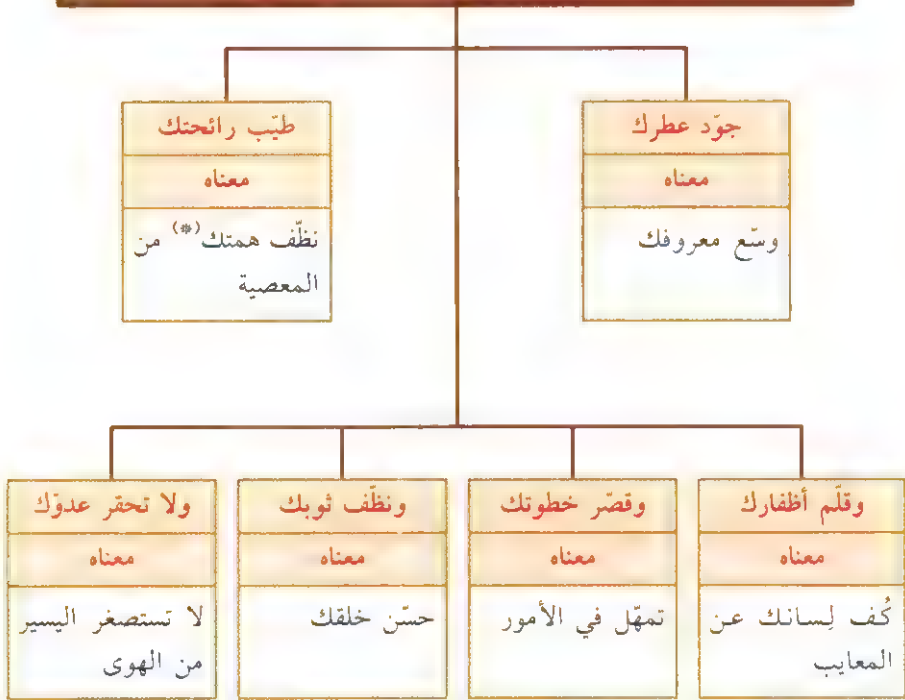 جوّد عطرك
معناه
وسّع معروفك
طيّب رائحتك
معناه
نظّف همتك(*) من
المعصية
وقلّم أظفارك
معناه
كُف لِسانك عن
المعايب
وقصّر خطوتك
معناه
تمهّل في الأمور
ونظّف ثوبك
معناه
حسّن خلقك
ولا تحقر عدوّك
معناه
لا تستصغر اليسير
من الهوى